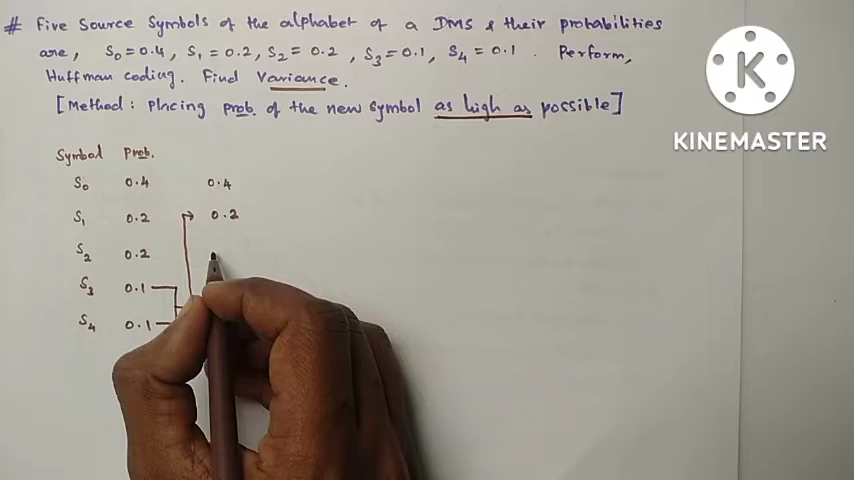 # Five Source Symbols of the alphabet of a DMS & their probabilities
are, S0 = 0.4, S1 = 0.2, S2 = 0.2, S3 = 0.1, S4 = 0.1. Perform,
Huffman coding. Find Variance.
[Method: Placing prob. of the new symbol as high as possible]
KINEMASTER
Symbol Prob.
S0 0.4 0.4
S1 0.2 0.2
S2 0.2
S3 0.1
S4 0.1